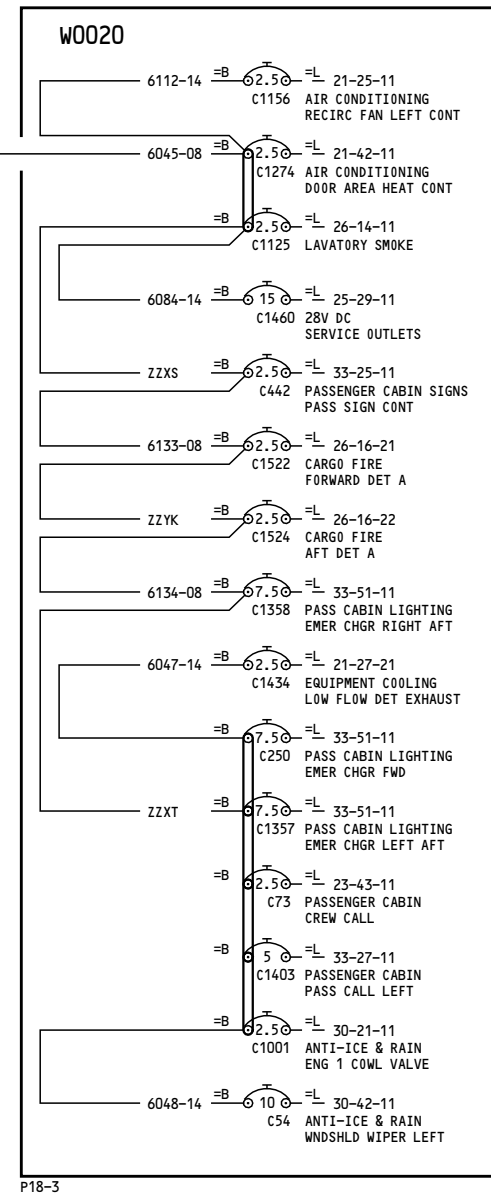 W0020
6112-14 =B 2.5 =L 21-25-11
C1156 AIR CONDITIONING
RECIRC FAN LEFT CONT
6045-08 =B 2.5 =L 21-42-11
C1274 AIR CONDITIONING
DOOR AREA HEAT CONT
=B 2.5 =L 26-14-11
C1125 LAVATORY SMOKE
6084-14 =B 15 =L 25-29-11
C1460 28V DC
SERVICE OUTLETS
ZZXS =B 2.5 =L 33-25-11
C442 PASSENGER CABIN SIGNS
PASS SIGN CONT
6133-08 =B 2.5 =L 26-16-21
C1522 CARGO FIRE
FORWARD DET A
ZZYK =B 2.5 =L 26-16-22
C1524 CARGO FIRE
AFT DET A
6134-08 =B 7.5 =L 33-51-11
C1358 PASS CABIN LIGHTING
EMER CHGR RIGHT AFT
6047-14 =B 2.5 =L 21-27-21
C1434 EQUIPMENT COOLING
LOW FLOW DET EXHAUST
=B 7.5 =L 33-51-11
C250 PASS CABIN LIGHTING
EMER CHGR FWD
ZZXT =B 7.5 =L 33-51-11
C1357 PASS CABIN LIGHTING
EMER CHGR LEFT AFT
=B 2.5 =L 23-43-11
C73 PASSENGER CABIN
CREW CALL
=B 5 =L 33-27-11
C1403 PASSENGER CABIN
PASS CALL LEFT
=B 2.5 =L 30-21-11
C1001 ANTI-ICE & RAIN
ENG 1 COWL VALVE
6048-14 =B 10 =L 30-42-11
C54 ANTI-ICE & RAIN
WNDSHLD WIPER LEFT
P18-3